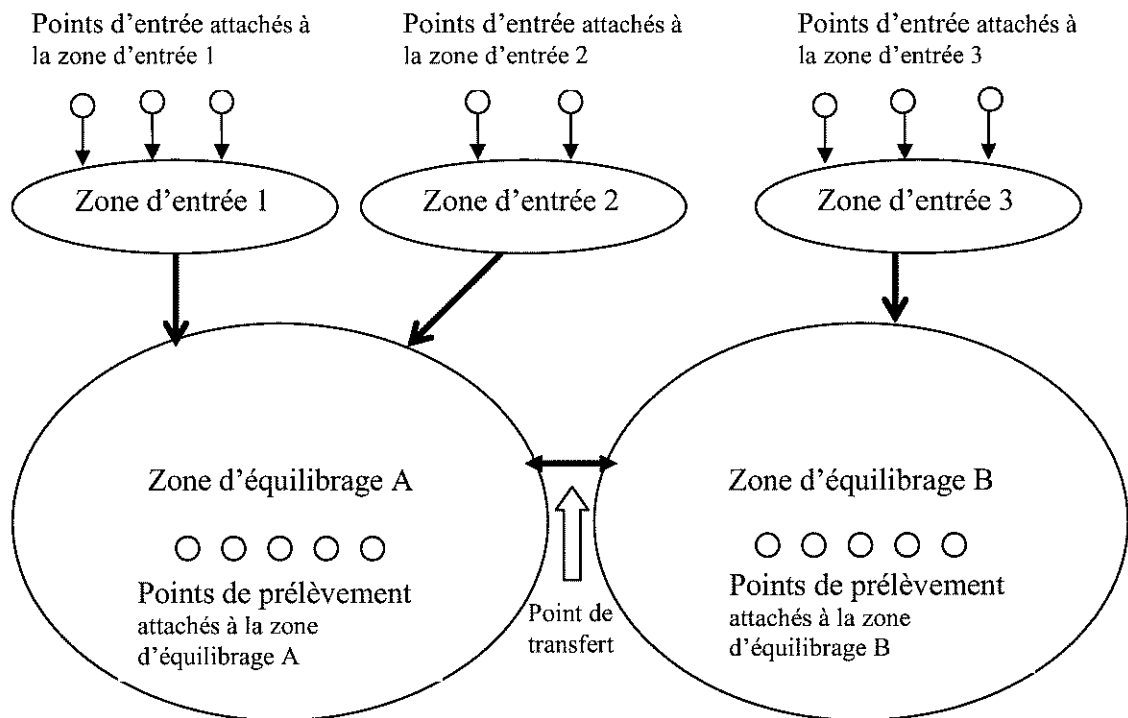 Points d'entrée attachés à
la zone d'entrée 1
Points d'entrée attachés à
la zone d'entrée 2
Points d'entrée attachés à
la zone d'entrée 3
Zone d'entrée 1
Zone d'entrée 2
Zone d'entrée 3
Zone d'équilibrage A
Points de prélèvement
attachés à la zone
d'équilibrage A
Point de
transfert
Zone d'équilibrage B
Points de prélèvement
attachés à la zone
d'équilibrage B